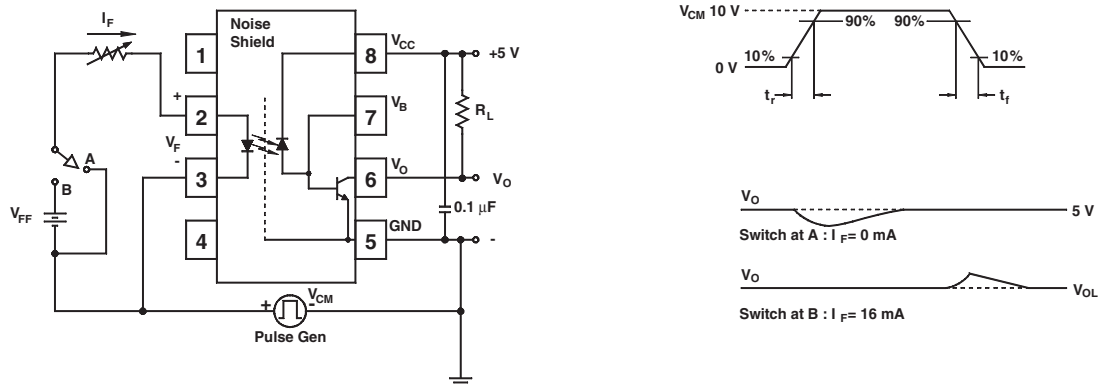 I_F
Noise
Shield
1
2
3
4
+
V_F
-
A
B
V_FF
8
7
6
5
V_CC
V_B
V_O
GND
+5 V
R_L
V_O
0.1 μF
-
+
V_CM
-
Pulse Gen
V_CM 10 V
90%
90%
10%
10%
0 V
t_r
t_f
V_O
5 V
Switch at A : I_F= 0 mA
V_O
V_OL
Switch at B : I_F= 16 mA